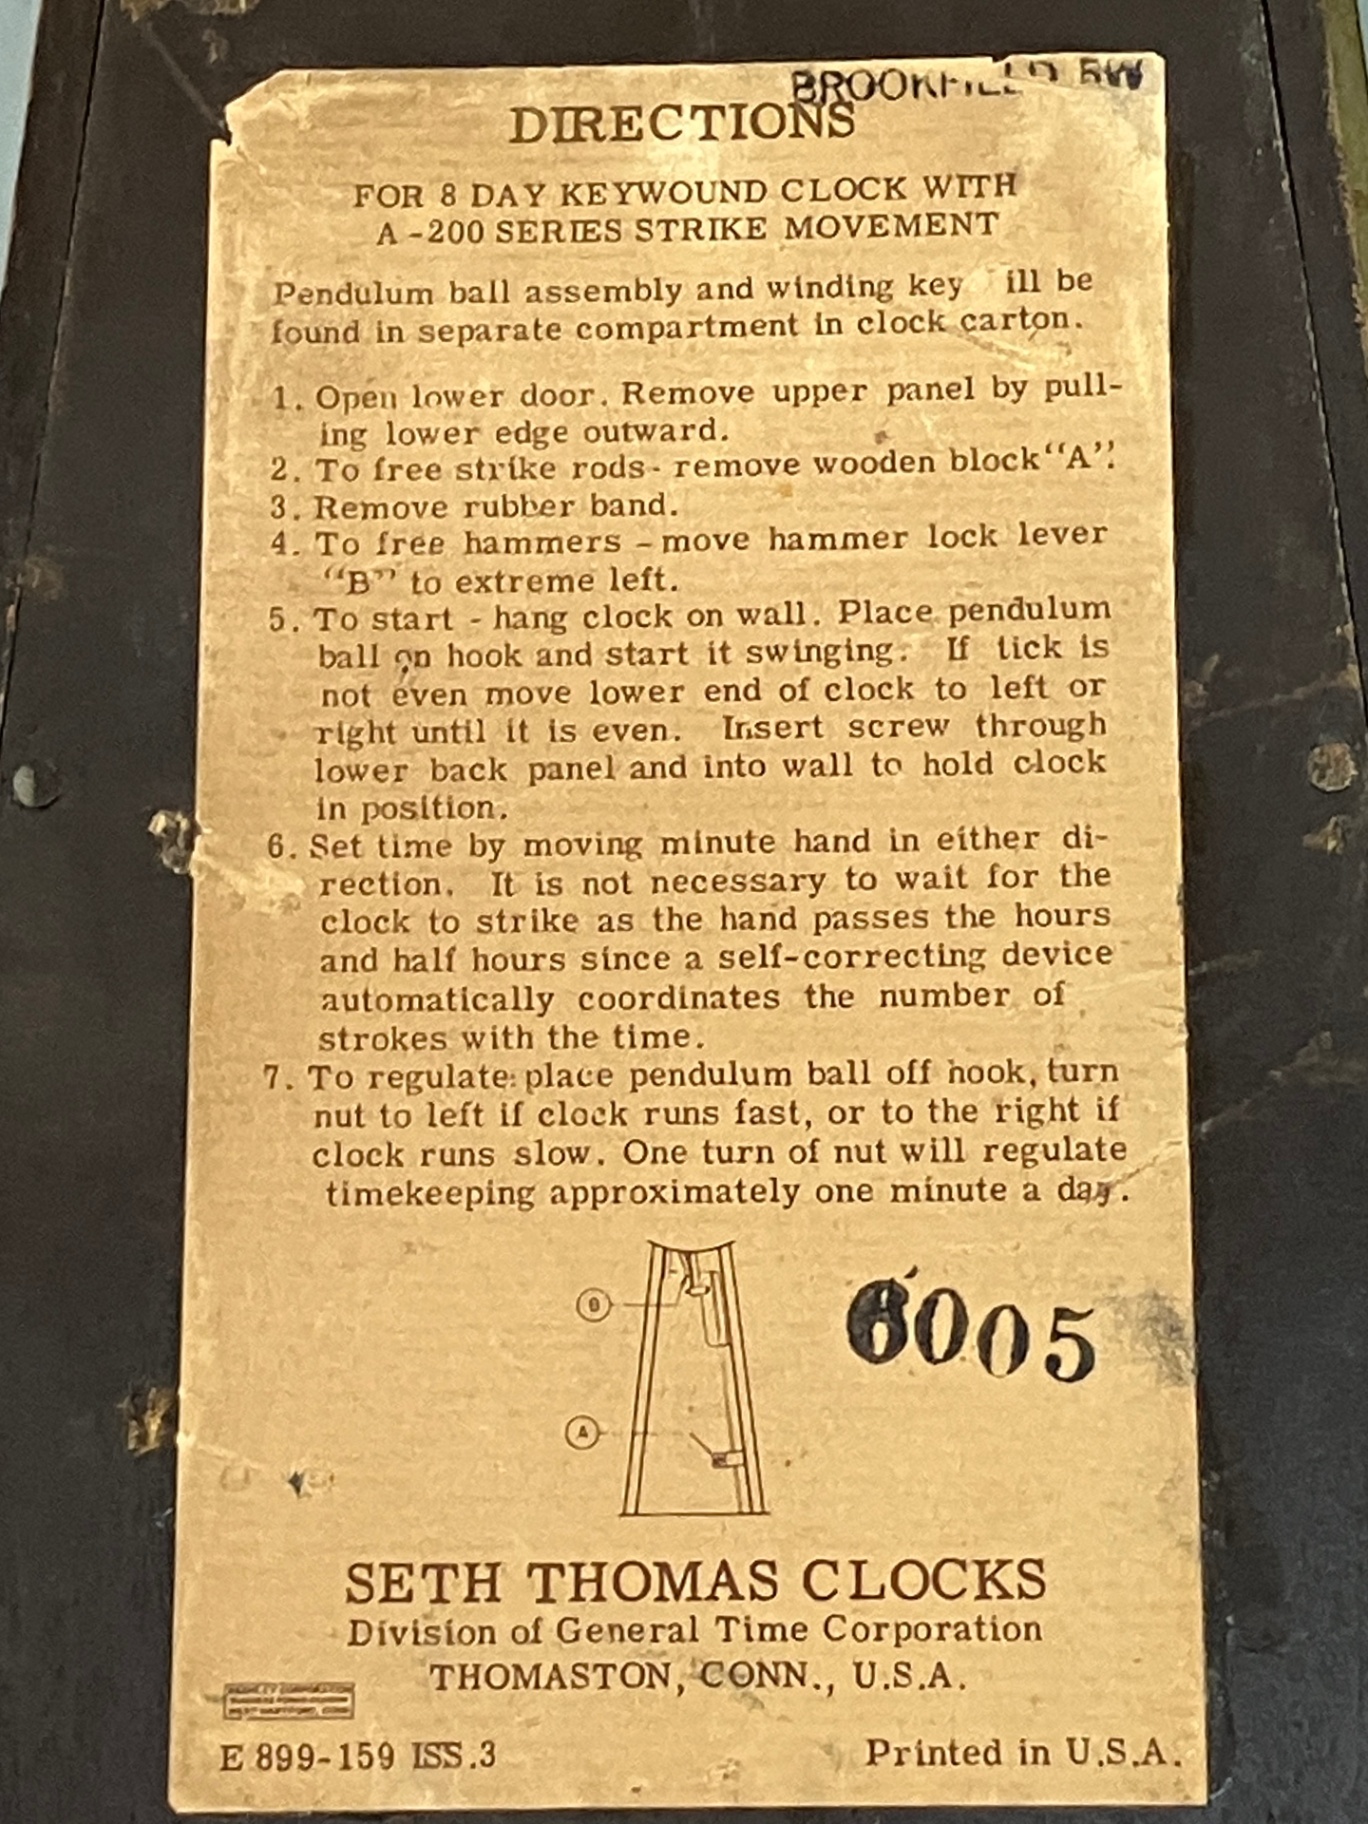 BROOKFIELD RW
DIRECTIONS
FOR 8 DAY KEYWOUND CLOCK WITH
A-200 SERIES STRIKE MOVEMENT
Pendulum ball assembly and winding key ill be
found in separate compartment in clock carton.
1. Open lower door. Remove upper panel by pull-
ing lower edge outward.
2. To free strike rods - remove wooden block "A".
3. Remove rubber band.
4. To free hammers - move hammer lock lever
"B" to extreme left.
5. To start - hang clock on wall. Place pendulum
ball on hook and start it swinging. If tick is
not even move lower end of clock to left or
right until it is even. Insert screw through
lower back panel and into wall to hold clock
in position.
6. Set time by moving minute hand in either di-
rection. It is not necessary to wait for the
clock to strike as the hand passes the hours
and half hours since a self-correcting device
automatically coordinates the number of
strokes with the time.
7. To regulate: place pendulum ball off hook, turn
nut to left if clock runs fast, or to the right if
clock runs slow. One turn of nut will regulate
timekeeping approximately one minute a day.
B
6005
A
SETH THOMAS CLOCKS
Division of General Time Corporation
THOMASTON, CONN., U.S.A.
E 899-159 ISS.3
Printed in U.S.A.